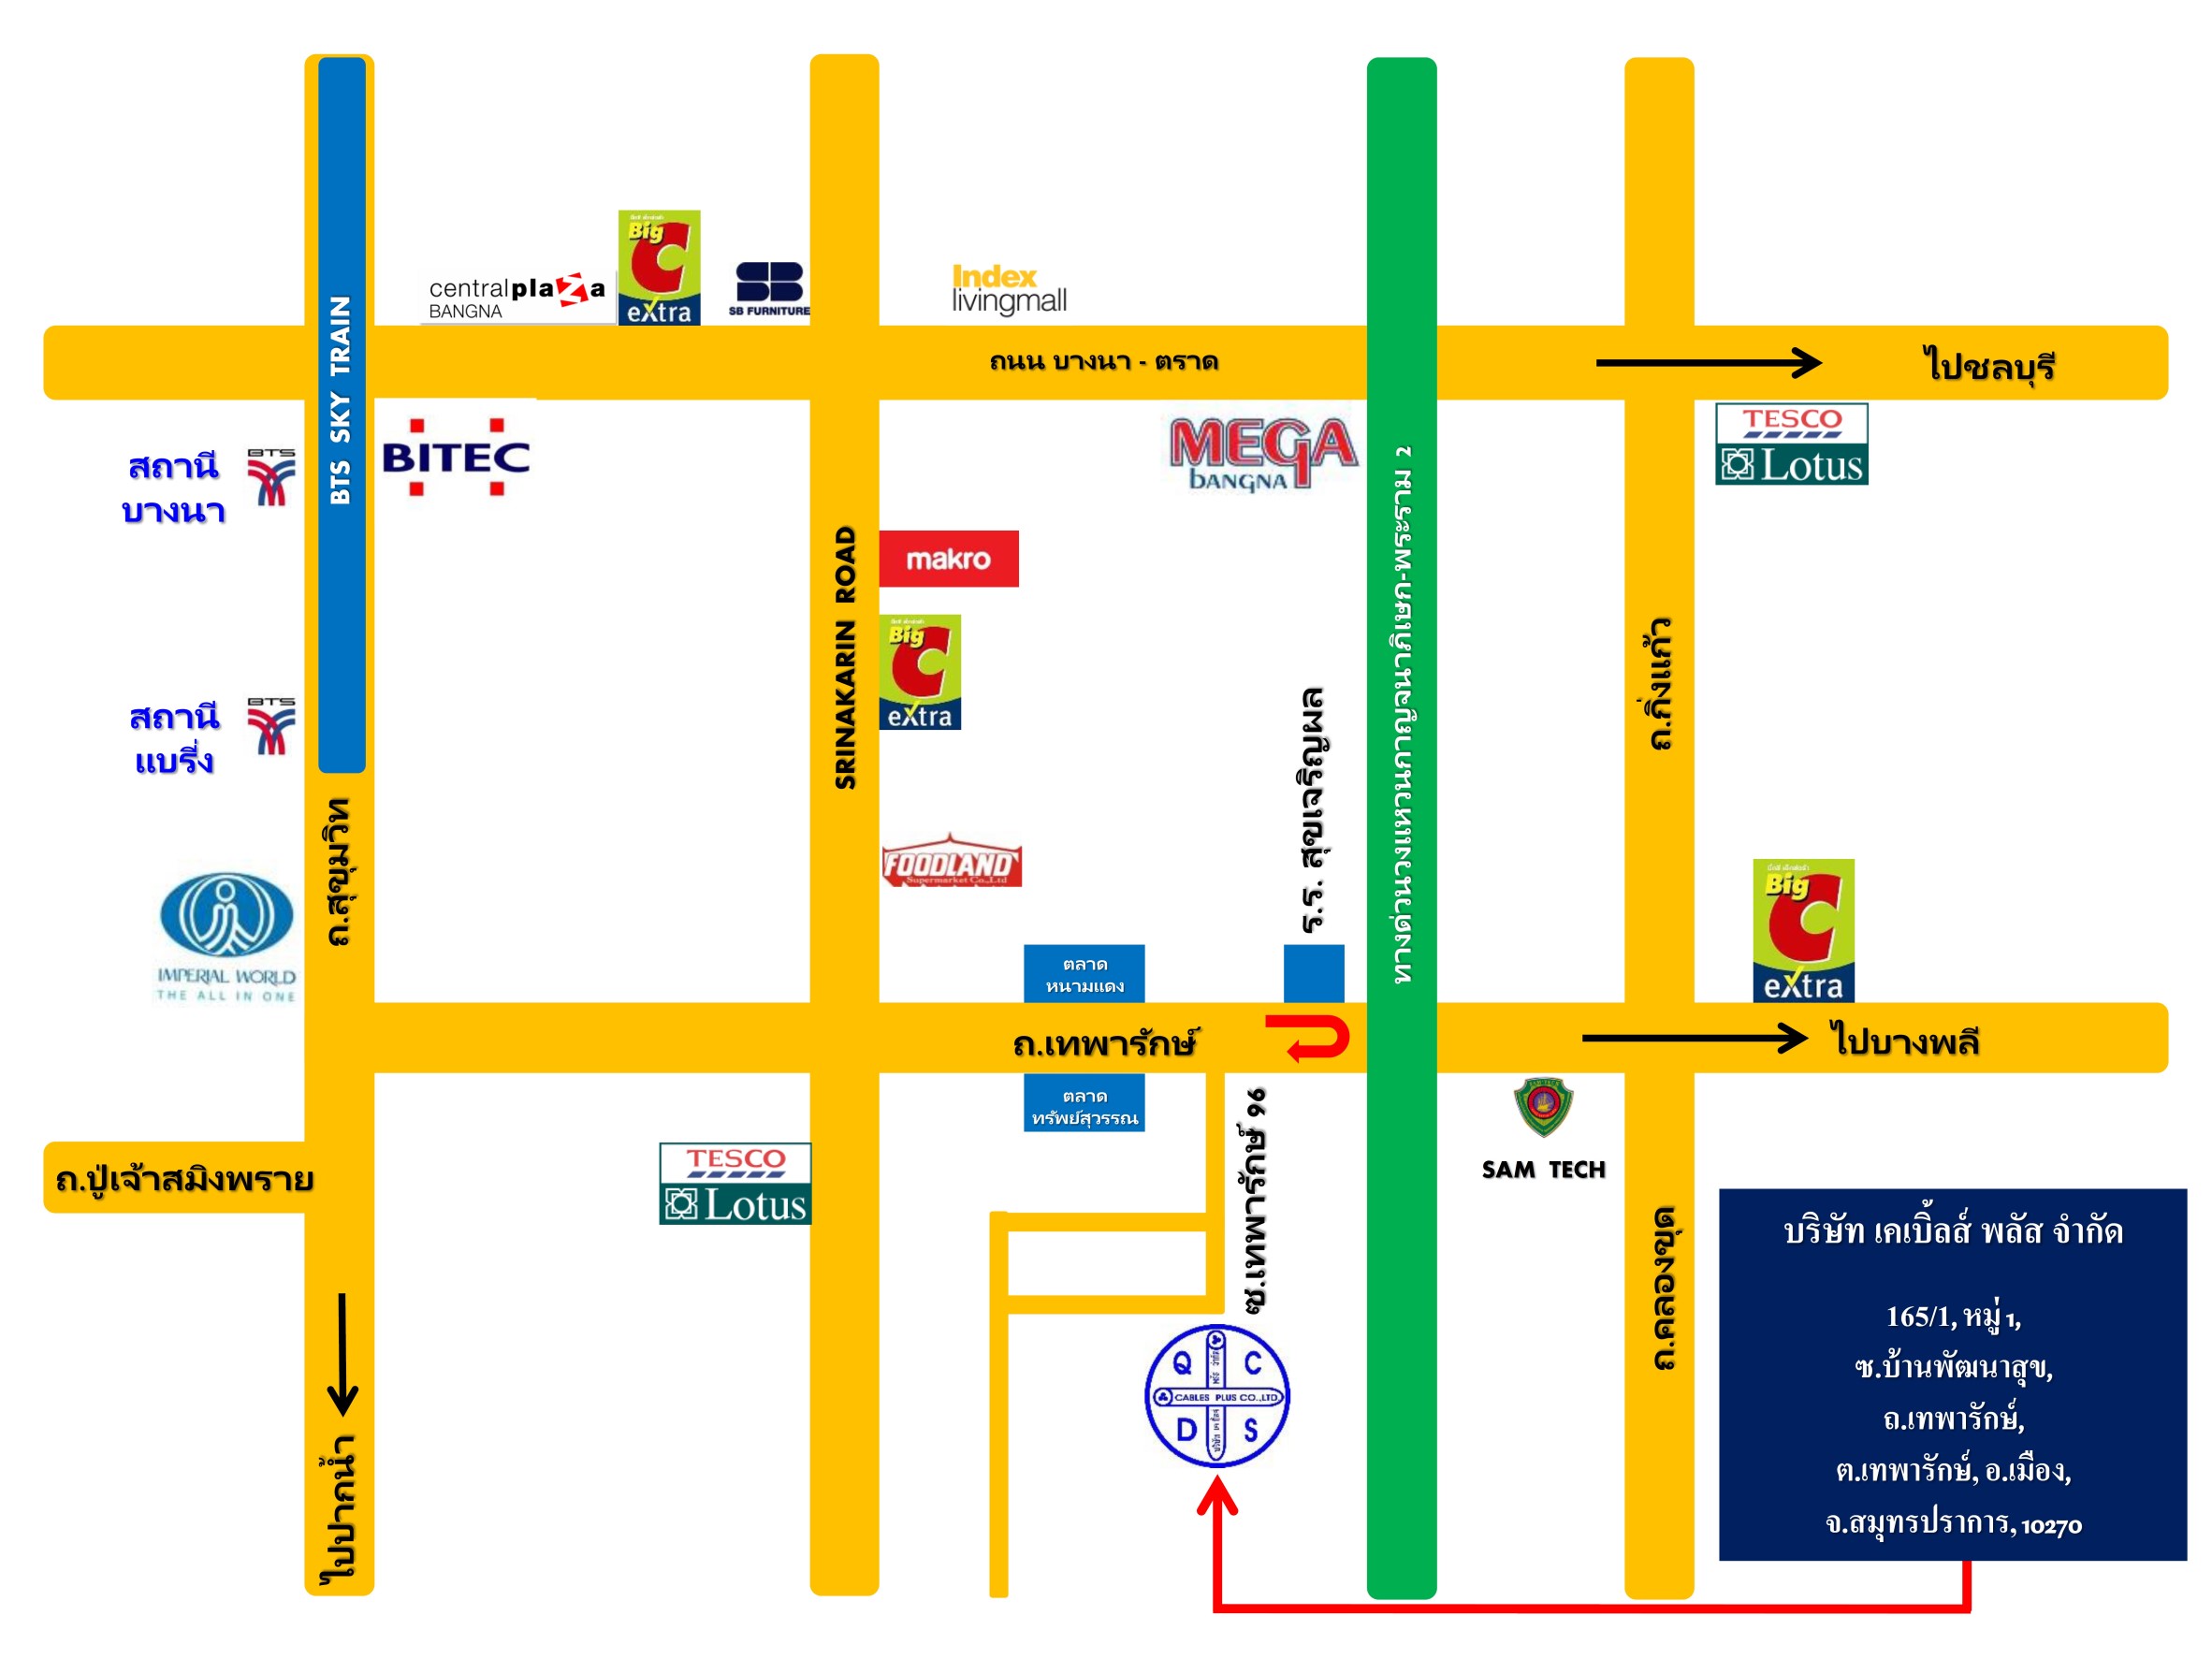 Big
C
eXtra
centralplaza
BANGNA
SB
SB FURNITURE
Index
livingmall
BTS SKY TRAIN
ถนน บางนา - ตราด
ไปชลบุรี
BITEC
MEGA
BANGNA
TESCO
Lotus
BTS
สถานี
บางนา
makro
SRINAKARIN ROAD
Big
C
eXtra
ทางด่วนวงแหวนกาญจนาภิเษก-พระราม 2
ถ.กิ่งแก้ว
BTS
สถานี
แบริ่ง
ร.ร. สุขเจริญผล
ถ.สุขุมวิท
FOODLAND
Supermarket Co.,Ltd
Big
C
eXtra
IMPERIAL WORLD
THE ALL IN ONE
ตลาด
หนามแดง
ถ.เทพารักษ์
ไปบางพลี
ตลาด
ทรัพย์สุวรรณ
ซ.เทพารักษ์ 96
SAM TECH
ถ.ปู่เจ้าสมิงพราย
TESCO
Lotus
ถ.คลองขุด
บริษัท เคเบิ้ลส์ พลัส จำกัด
165/1, หมู่ 1,
ซ.บ้านพัฒนาสุข,
ถ.เทพารักษ์,
ต.เทพารักษ์, อ.เมือง,
จ.สมุทรปราการ, 10270
Q C
CABLES PLUS CO.,LTD
D S
ไปปากน้ำ